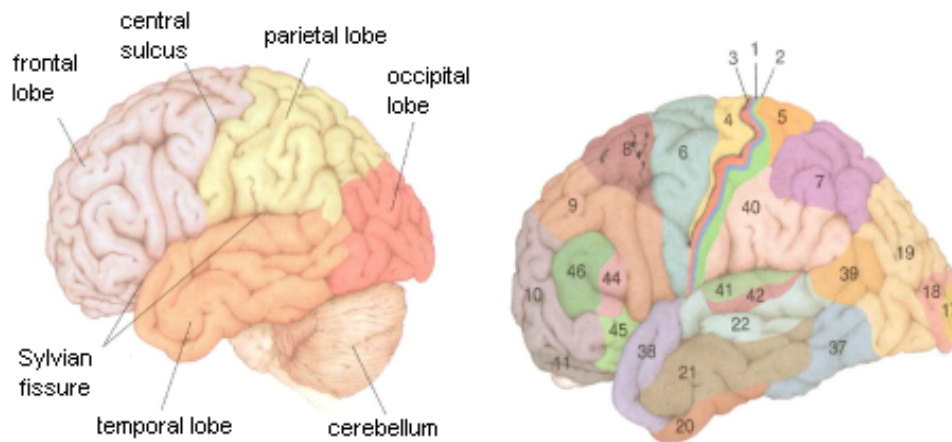 central
sulcus
parietal lobe
frontal
lobe
occipital
lobe
Sylvian
fissure
temporal lobe
cerebellum
1
3
2
4
5
6
8
7
9
40
19
46
44
39
10
41
42
18
17
22
45
38
37
11
21
20